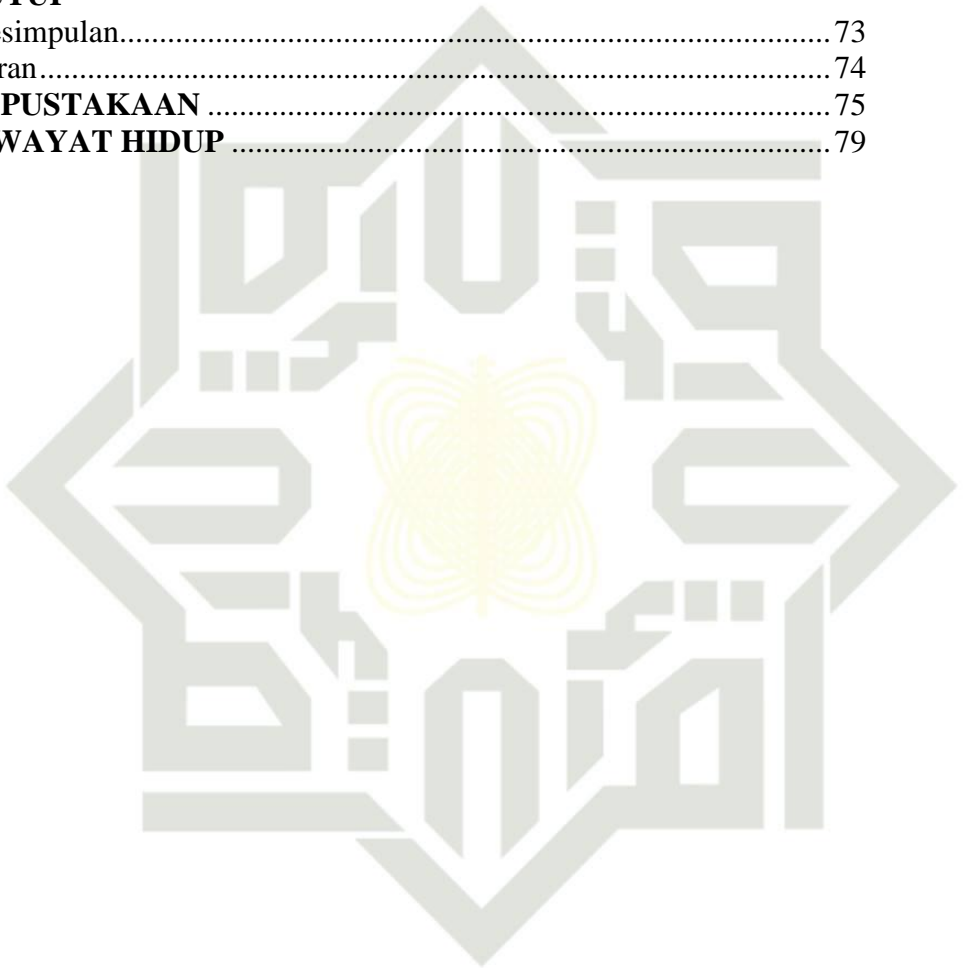 esimpulan.......................................................................................... 73
ran.................................................................................................... 74
PUSTAKAAN ................................................................................... 75
WAYAT HIDUP ............................................................................ 79